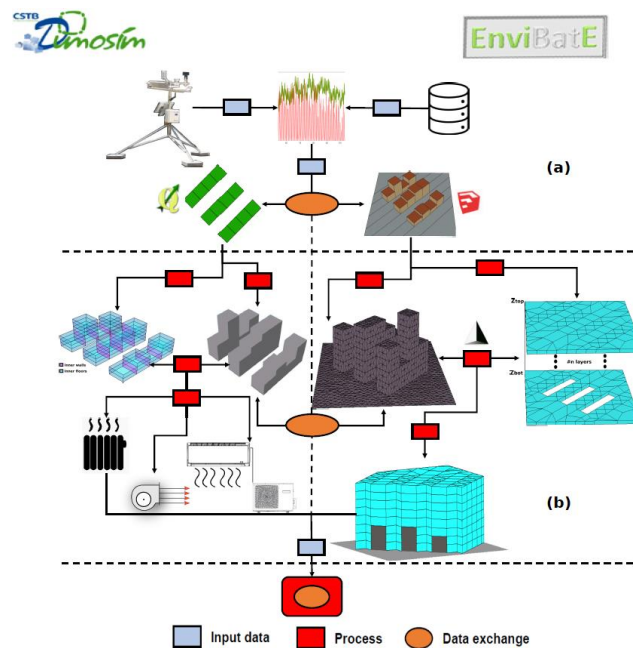 CSTB
Dimosim
EnviBatE
(a)
Ztop
#n layers
Zbot
Inner walls
Inner floors
(b)
Input data
Process
Data exchange